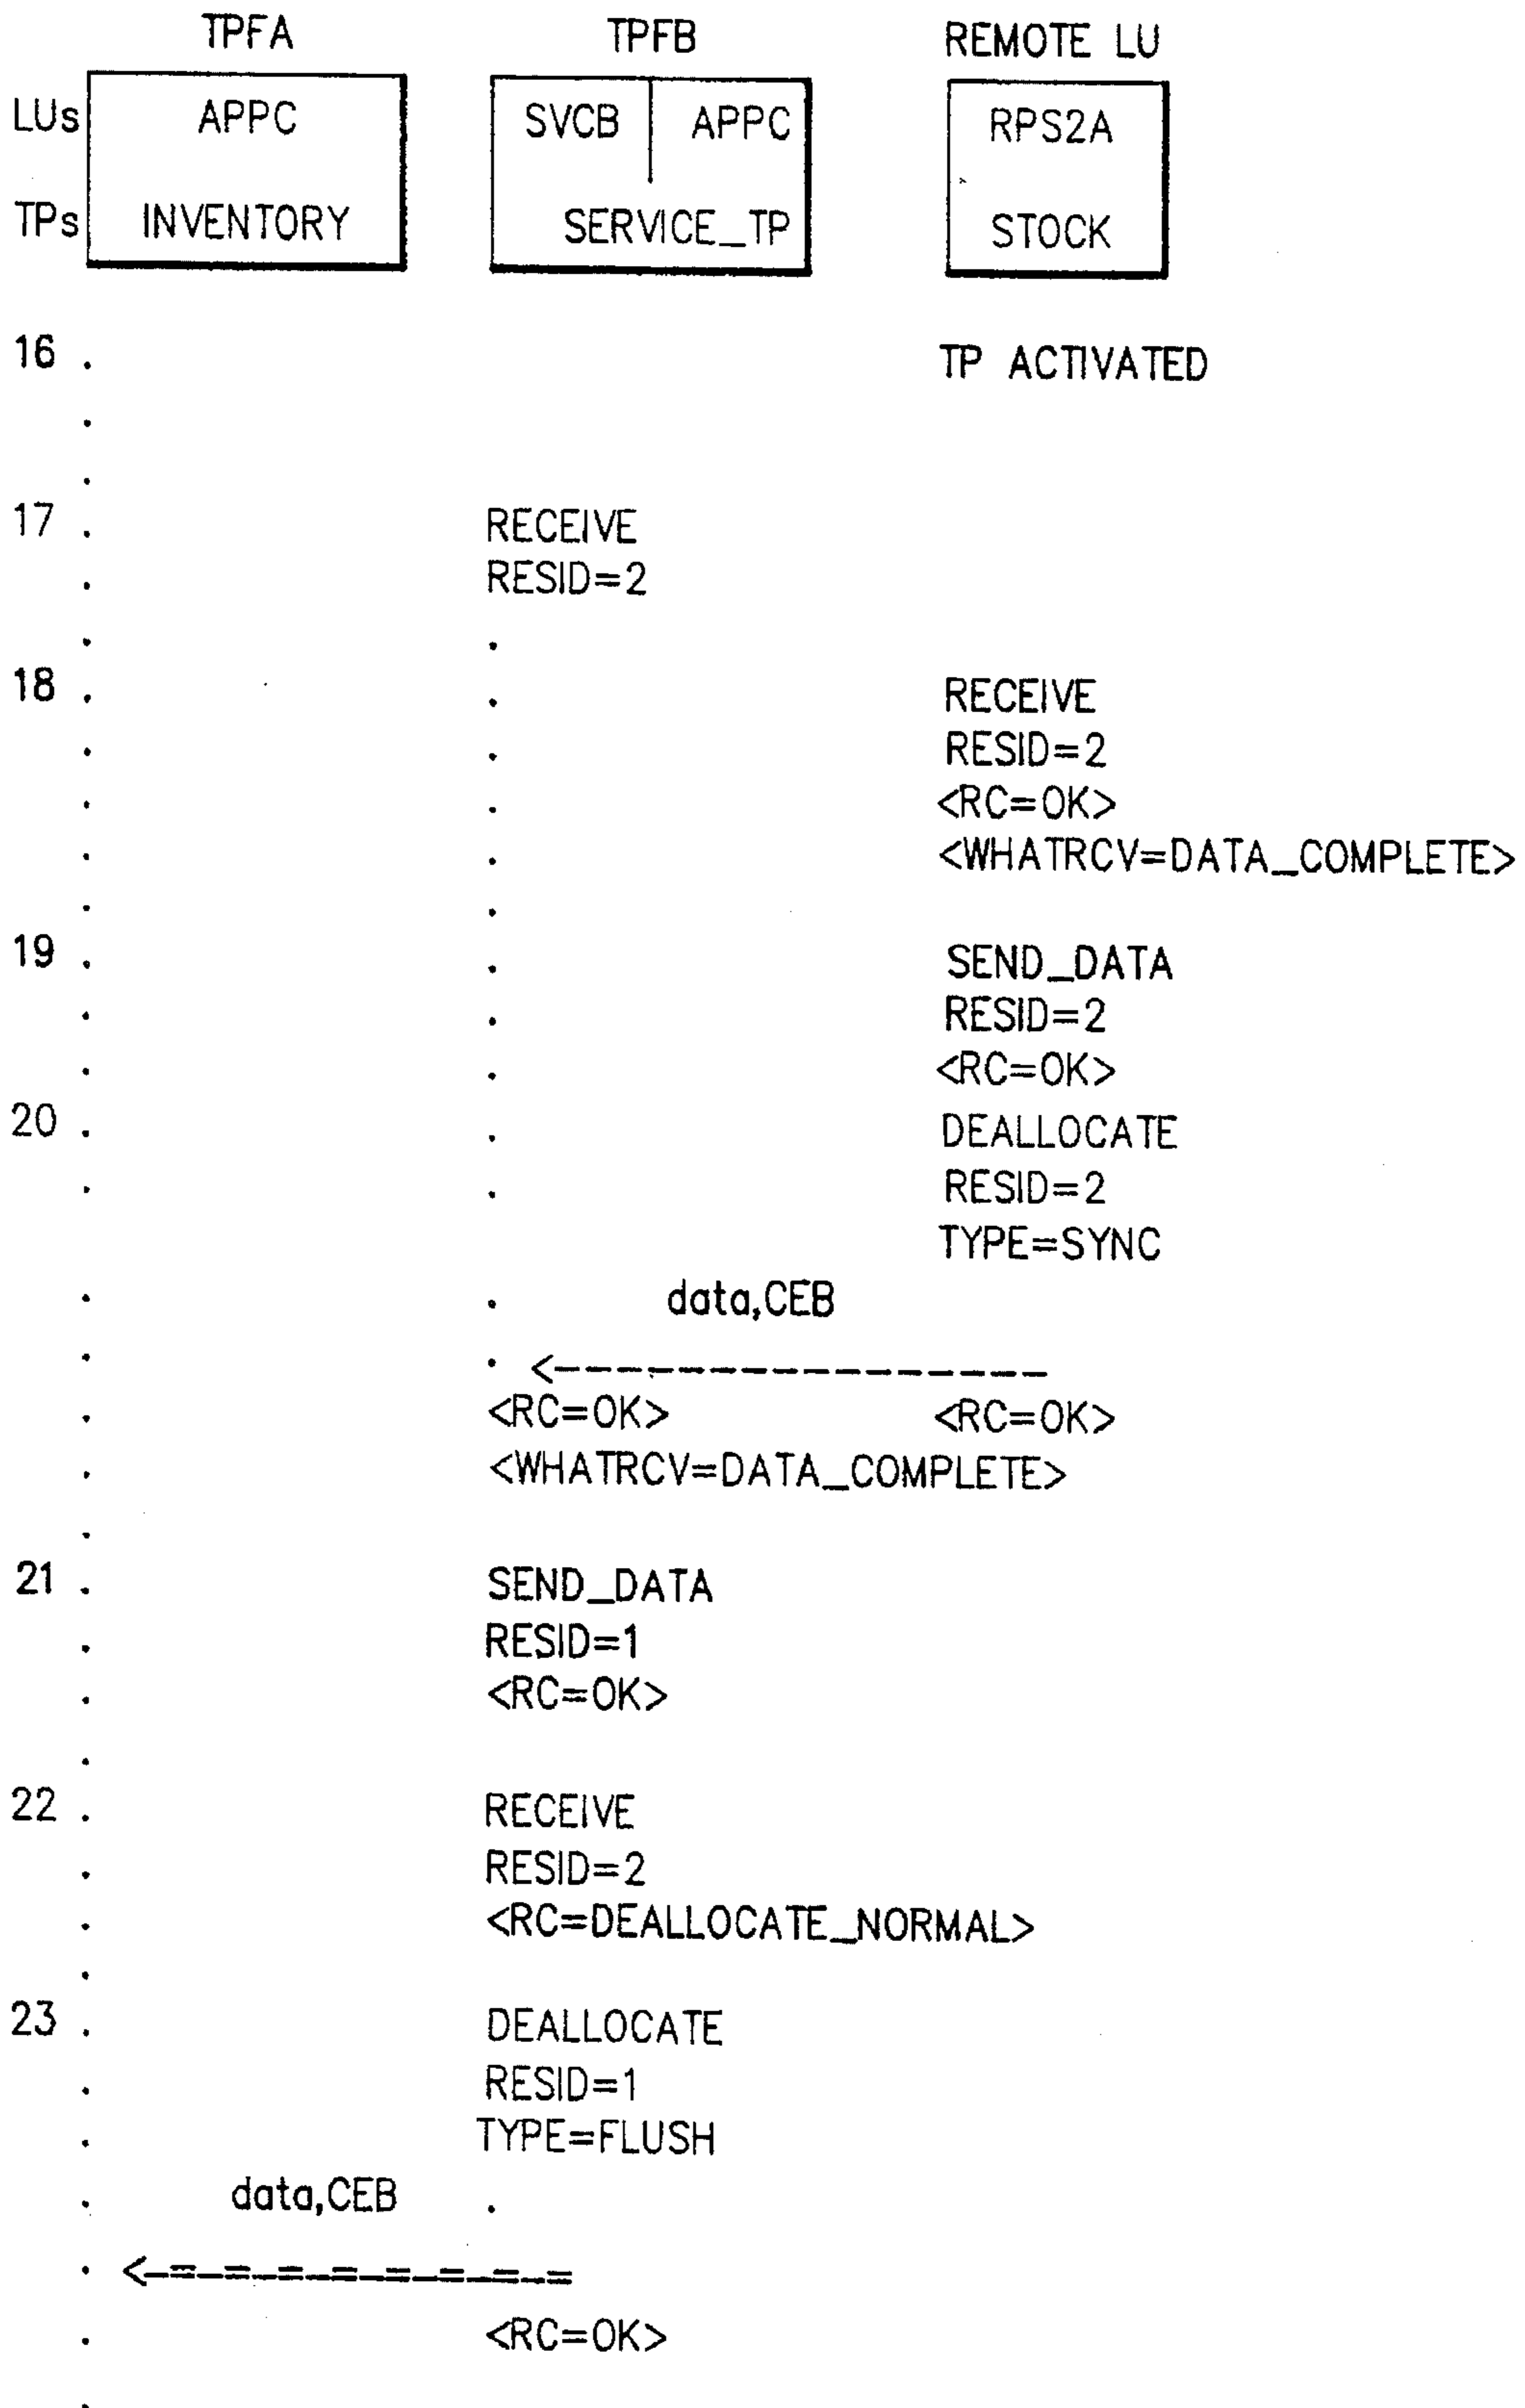 TPFA TPFB REMOTE LU
LUs APPC SVCB APPC RPS2A
TPs INVENTORY SERVICE_TP STOCK
16 . TP ACTIVATED
17 . RECEIVE
RESID=2
18 . RECEIVE
RESID=2
<RC=OK>
<WHATRCV=DATA_COMPLETE>
19 . SEND_DATA
RESID=2
<RC=OK>
20 . DEALLOCATE
RESID=2
TYPE=SYNC
data,CEB
<RC=OK> <RC=OK>
<WHATRCV=DATA_COMPLETE>
21 . SEND_DATA
RESID=1
<RC=OK>
22 . RECEIVE
RESID=2
<RC=DEALLOCATE_NORMAL>
23 . DEALLOCATE
RESID=1
TYPE=FLUSH
data,CEB
<RC=OK>